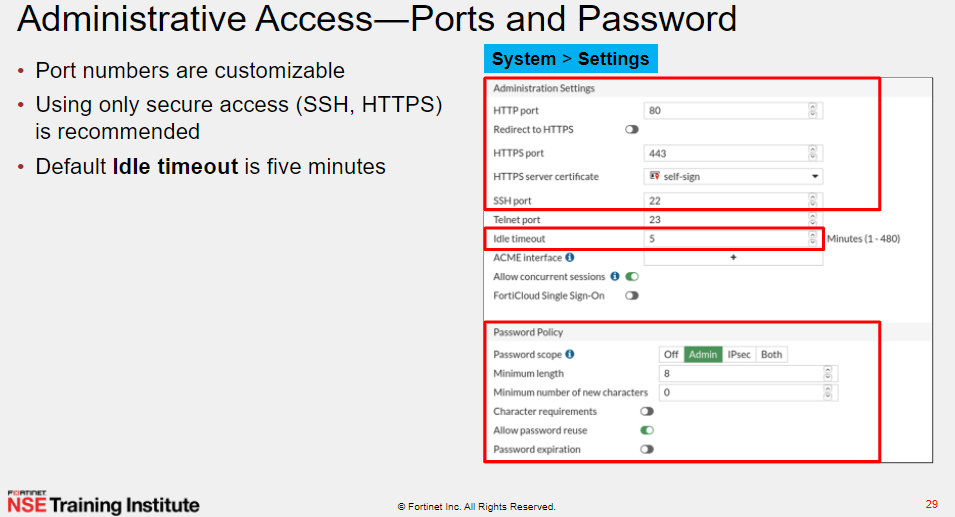 Administrative Access—Ports and Password
• Port numbers are customizable
• Using only secure access (SSH, HTTPS)
is recommended
• Default Idle timeout is five minutes
System > Settings
Administration Settings
HTTP port 80
Redirect to HTTPS
HTTPS port 443
HTTPS server certificate self-sign
SSH port 22
Telnet port 23
Idle timeout 5 Minutes (1 - 480)
ACME interface +
Allow concurrent sessions
FortiCloud Single Sign-On
Password Policy
Password scope Off Admin IPsec Both
Minimum length 8
Minimum number of new characters 0
Character requirements
Allow password reuse
Password expiration
FORTINET
NSE Training Institute
© Fortinet Inc. All Rights Reserved.
29